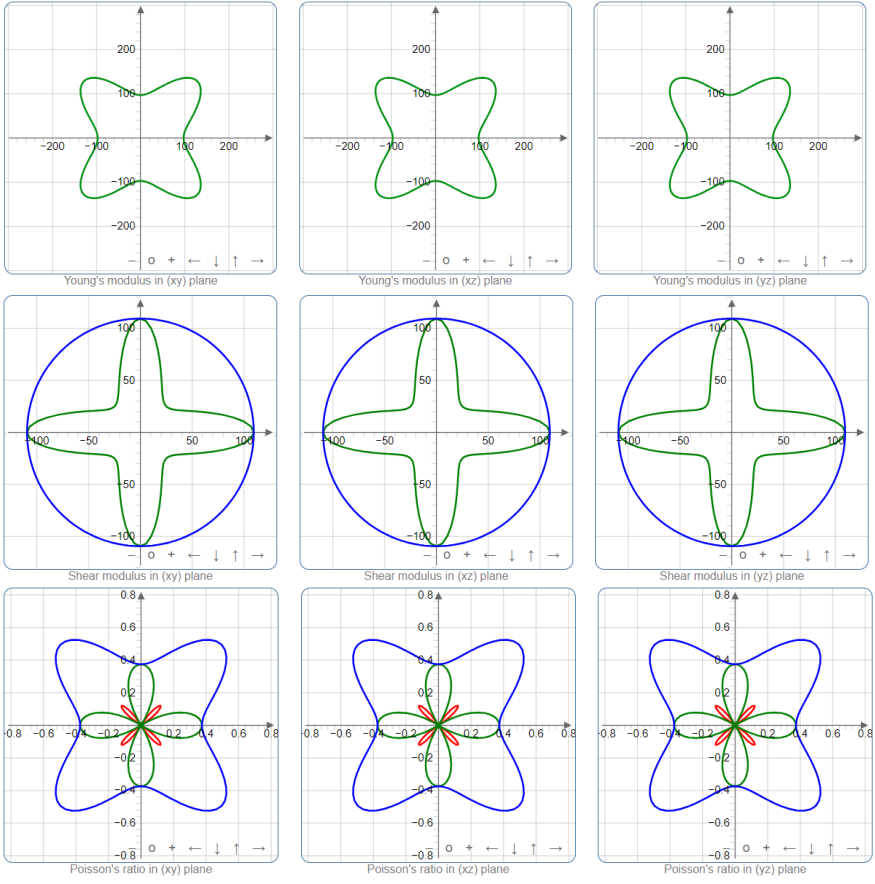 200 200 200
100 100 100
−200 −100 100 200 −200 −100 100 200 −200 −100 100 200
−100 −100 −100
−200 −200 −200
− o + ← ↓ ↑ → − o + ← ↓ ↑ → − o + ← ↓ ↑ →
Young's modulus in (xy) plane Young's modulus in (xz) plane Young's modulus in (yz) plane
100 100 100
50 50 50
−100 −50 50 100 −100 −50 50 100 −100 −50 50 100
−50 −50 −50
−100 −100 −100
− o + ← ↓ ↑ → − o + ← ↓ ↑ → − o + ← ↓ ↑ →
Shear modulus in (xy) plane Shear modulus in (xz) plane Shear modulus in (yz) plane
0.8 0.8 0.8
0.6 0.6 0.6
0.4 0.4 0.4
0.2 0.2 0.2
−0.8 −0.6 −0.4 −0.2 0.2 0.4 0.6 0.8 −0.8 −0.6 −0.4 −0.2 0.2 0.4 0.6 0.8 −0.8 −0.6 −0.4 −0.2 0.2 0.4 0.6 0.8
−0.2 −0.2 −0.2
−0.4 −0.4 −0.4
−0.6 −0.6 −0.6
−0.8 −0.8 −0.8
− o + ← ↓ ↑ → − o + ← ↓ ↑ → − o + ← ↓ ↑ →
Poisson's ratio in (xy) plane Poisson's ratio in (xz) plane Poisson's ratio in (yz) plane